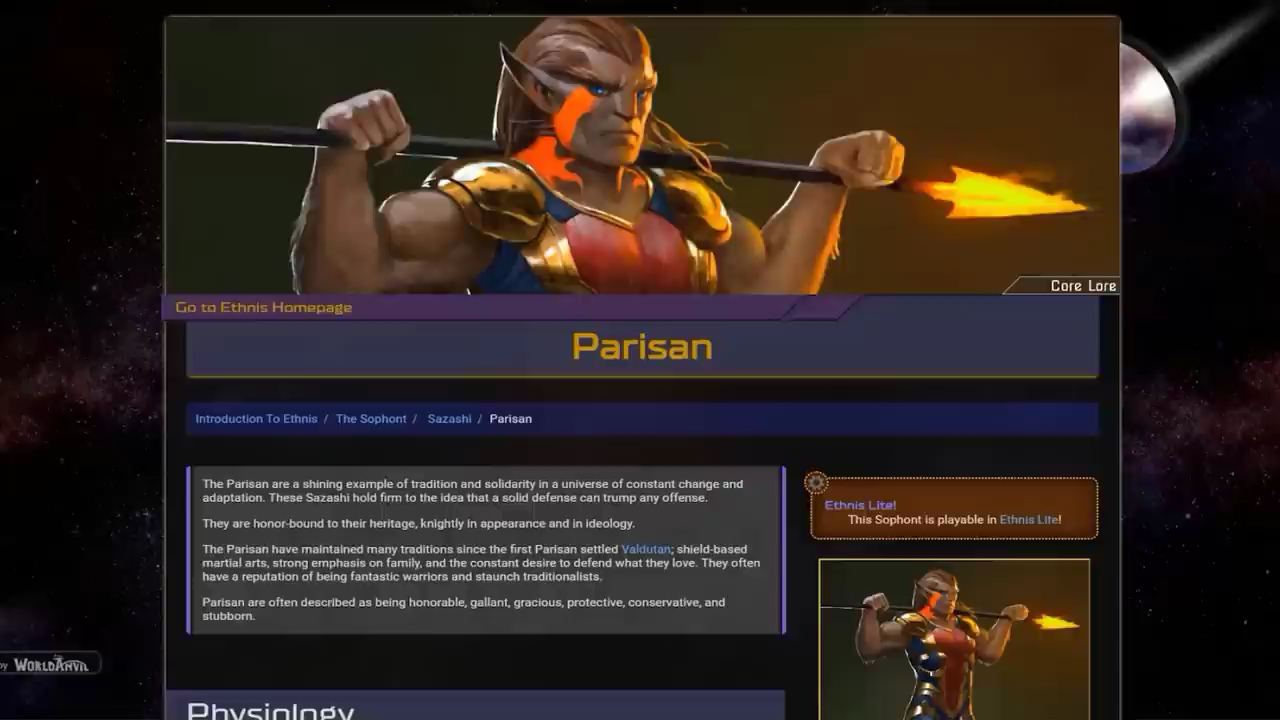 Core Lore
Go to Ethnis Homepage
Parisan
Introduction To Ethnis / The Sophont / Sazashi / Parisan
The Parisan are a shining example of tradition and solidarity in a universe of constant change and
adaptation. These Sazashi hold firm to the idea that a solid defense can trump any offense.
They are honor-bound to their heritage, knightly in appearance and in ideology.
The Parisan have maintained many traditions since the first Parisan settled Valdutan; shield-based
martial arts, strong emphasis on family, and the constant desire to defend what they love. They often
have a reputation of being fantastic warriors and staunch traditionalists.
Parisan are often described as being honorable, gallant, gracious, protective, conservative, and
stubborn.
Ethnis Lite!
This Sophont is playable in Ethnis Lite!
by WORLDANVIL
Physiology